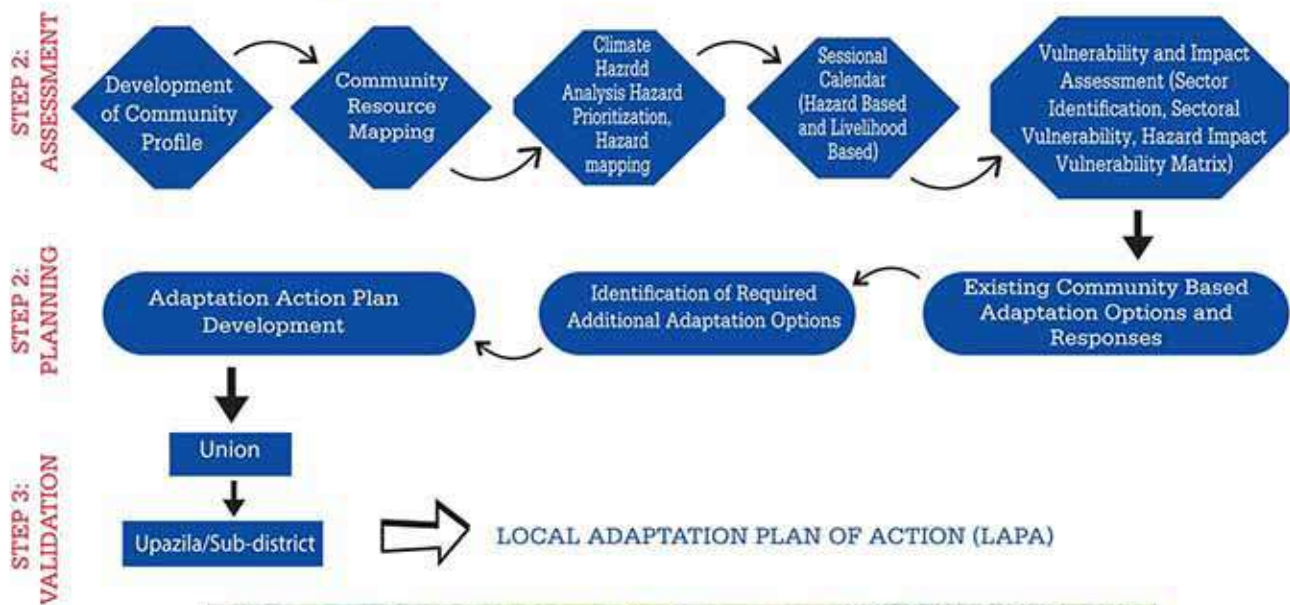 STEP 2:
ASSESSMENT
Development
of Community
Profile
Community
Resource
Mapping
Climate
Hazrdd
Analysis Hazard
Prioritization,
Hazard
mapping
Sessional
Calendar
(Hazard Based
and Livelihood
Based)
Vulnerability and Impact
Assessment (Sector
Identification, Sectoral
Vulnerability, Hazard Impact
Vulnerability Matrix)
STEP 2:
PLANNING
Adaptation Action Plan
Development
Identification of Required
Additional Adaptation Options
Existing Community Based
Adaptation Options and
Responses
STEP 3:
VALIDATION
Union
Upazila/Sub-district
LOCAL ADAPTATION PLAN OF ACTION (LAPA)